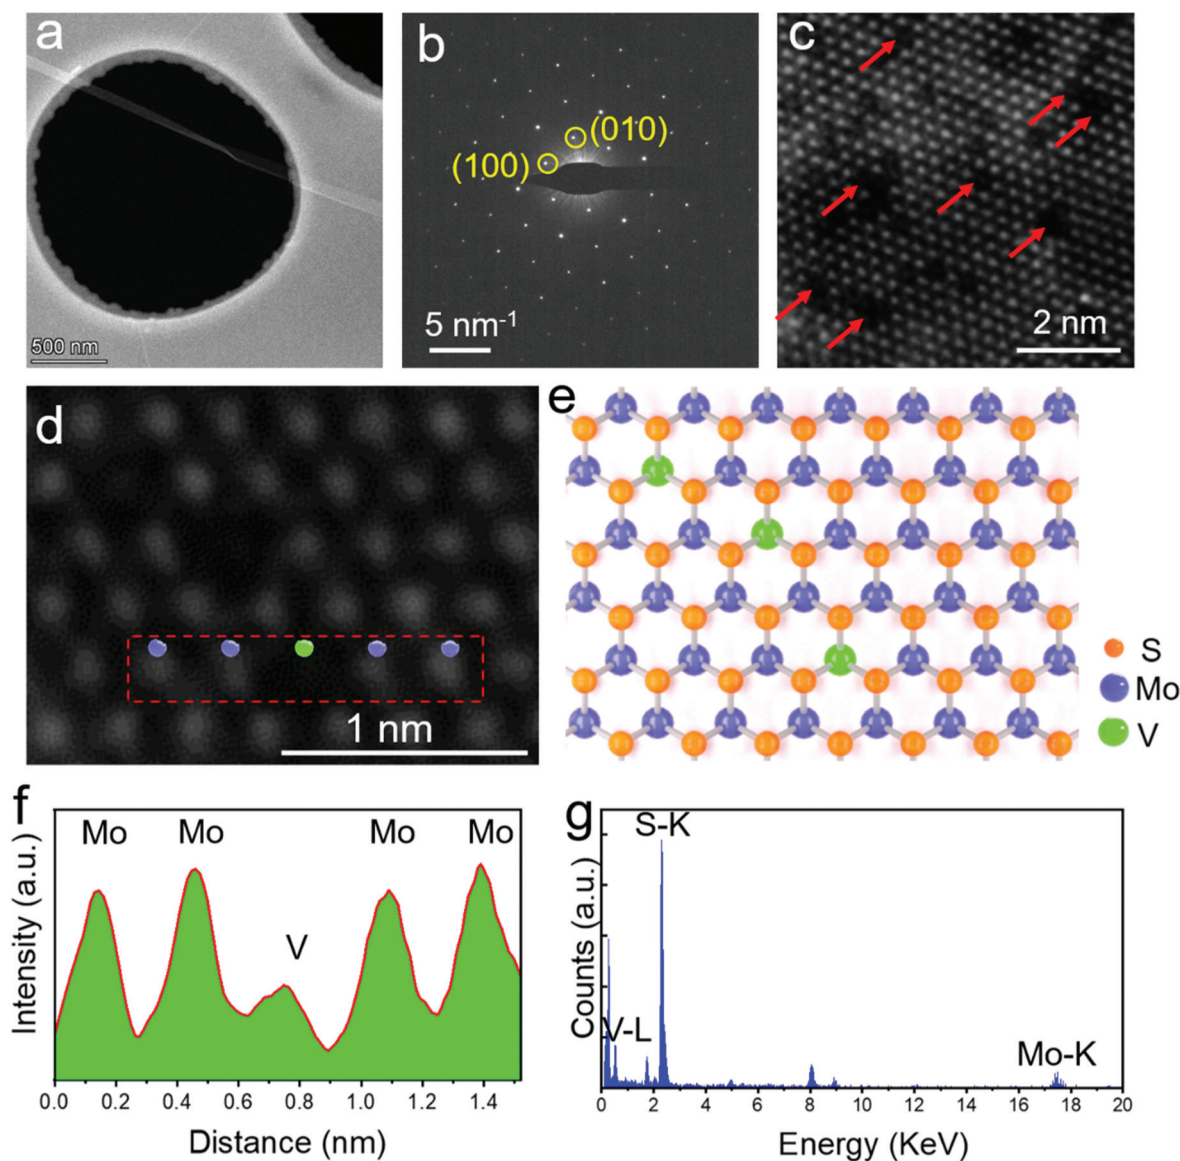 a
500 nm
b
(010)
(100)
5 nm⁻¹
c
2 nm
d
1 nm
e
S
Mo
V
f
Mo
Mo
V
Mo
Mo
Intensity (a.u.)
0.0 0.2 0.4 0.6 0.8 1.0 1.2 1.4
Distance (nm)
g
S-K
V-L
Mo-K
Counts (a.u.)
0 2 4 6 8 10 12 14 16 18 20
Energy (KeV)